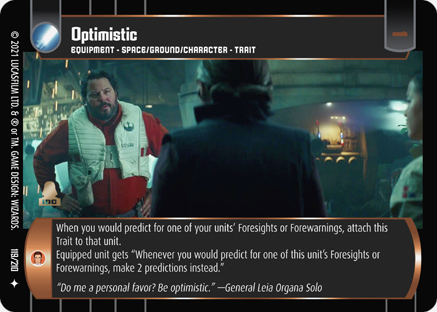 Optimistic
EQUIPMENT - SPACE/GROUND/CHARACTER - TRAIT
© 2021 LUCASFILM LTD. & ® or TM. GAME DESIGN: WIZARDS.
When you would predict for one of your units' Foresights or Forewarnings, attach this
Trait to that unit.
Equipped unit gets "Whenever you would predict for one of this unit's Foresights or
Forewarnings, make 2 predictions instead."
"Do me a personal favor? Be optimistic." —General Leia Organa Solo